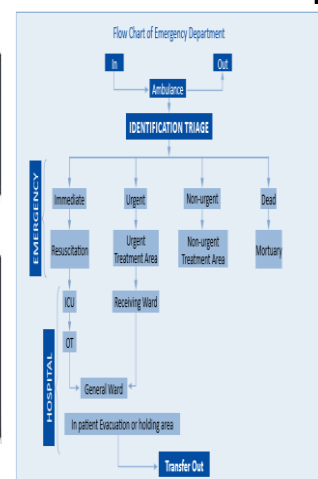 Flow Chart of Emergency Department
In
Out
Ambulance
IDENTIFICATION TRIAGE
EMERGENCY
Immediate
Urgent
Non-urgent
Dead
Resuscitation
Urgent
Treatment Area
Non-urgent
Treatment Area
Mortuary
HOSPITAL
ICU
Receiving Ward
OT
General Ward
In patient Evacuation or holding area
Transfer Out